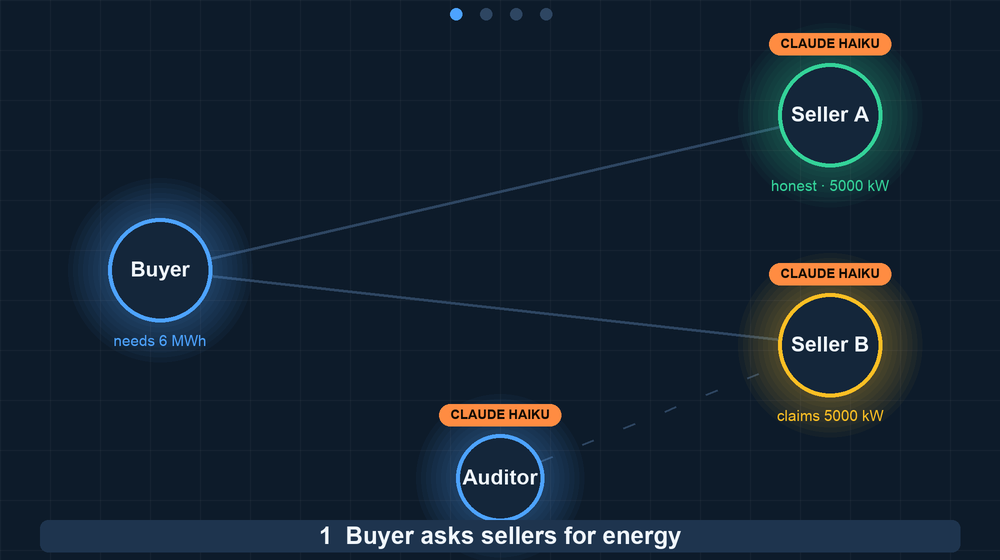 CLAUDE HAIKU
Seller A
honest · 5000 kW
Buyer
needs 6 MWh
CLAUDE HAIKU
Seller B
claims 5000 kW
CLAUDE HAIKU
Auditor
1 Buyer asks sellers for energy